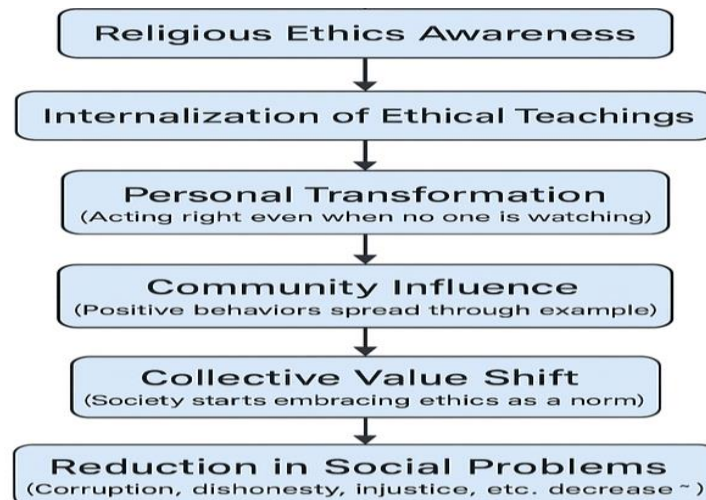 Religious Ethics Awareness
Internalization of Ethical Teachings
Personal Transformation
(Acting right even when no one is watching)
Community Influence
(Positive behaviors spread through example)
Collective Value Shift
(Society starts embracing ethics as a norm)
Reduction in Social Problems
(Corruption, dishonesty, injustice, etc. decrease~)